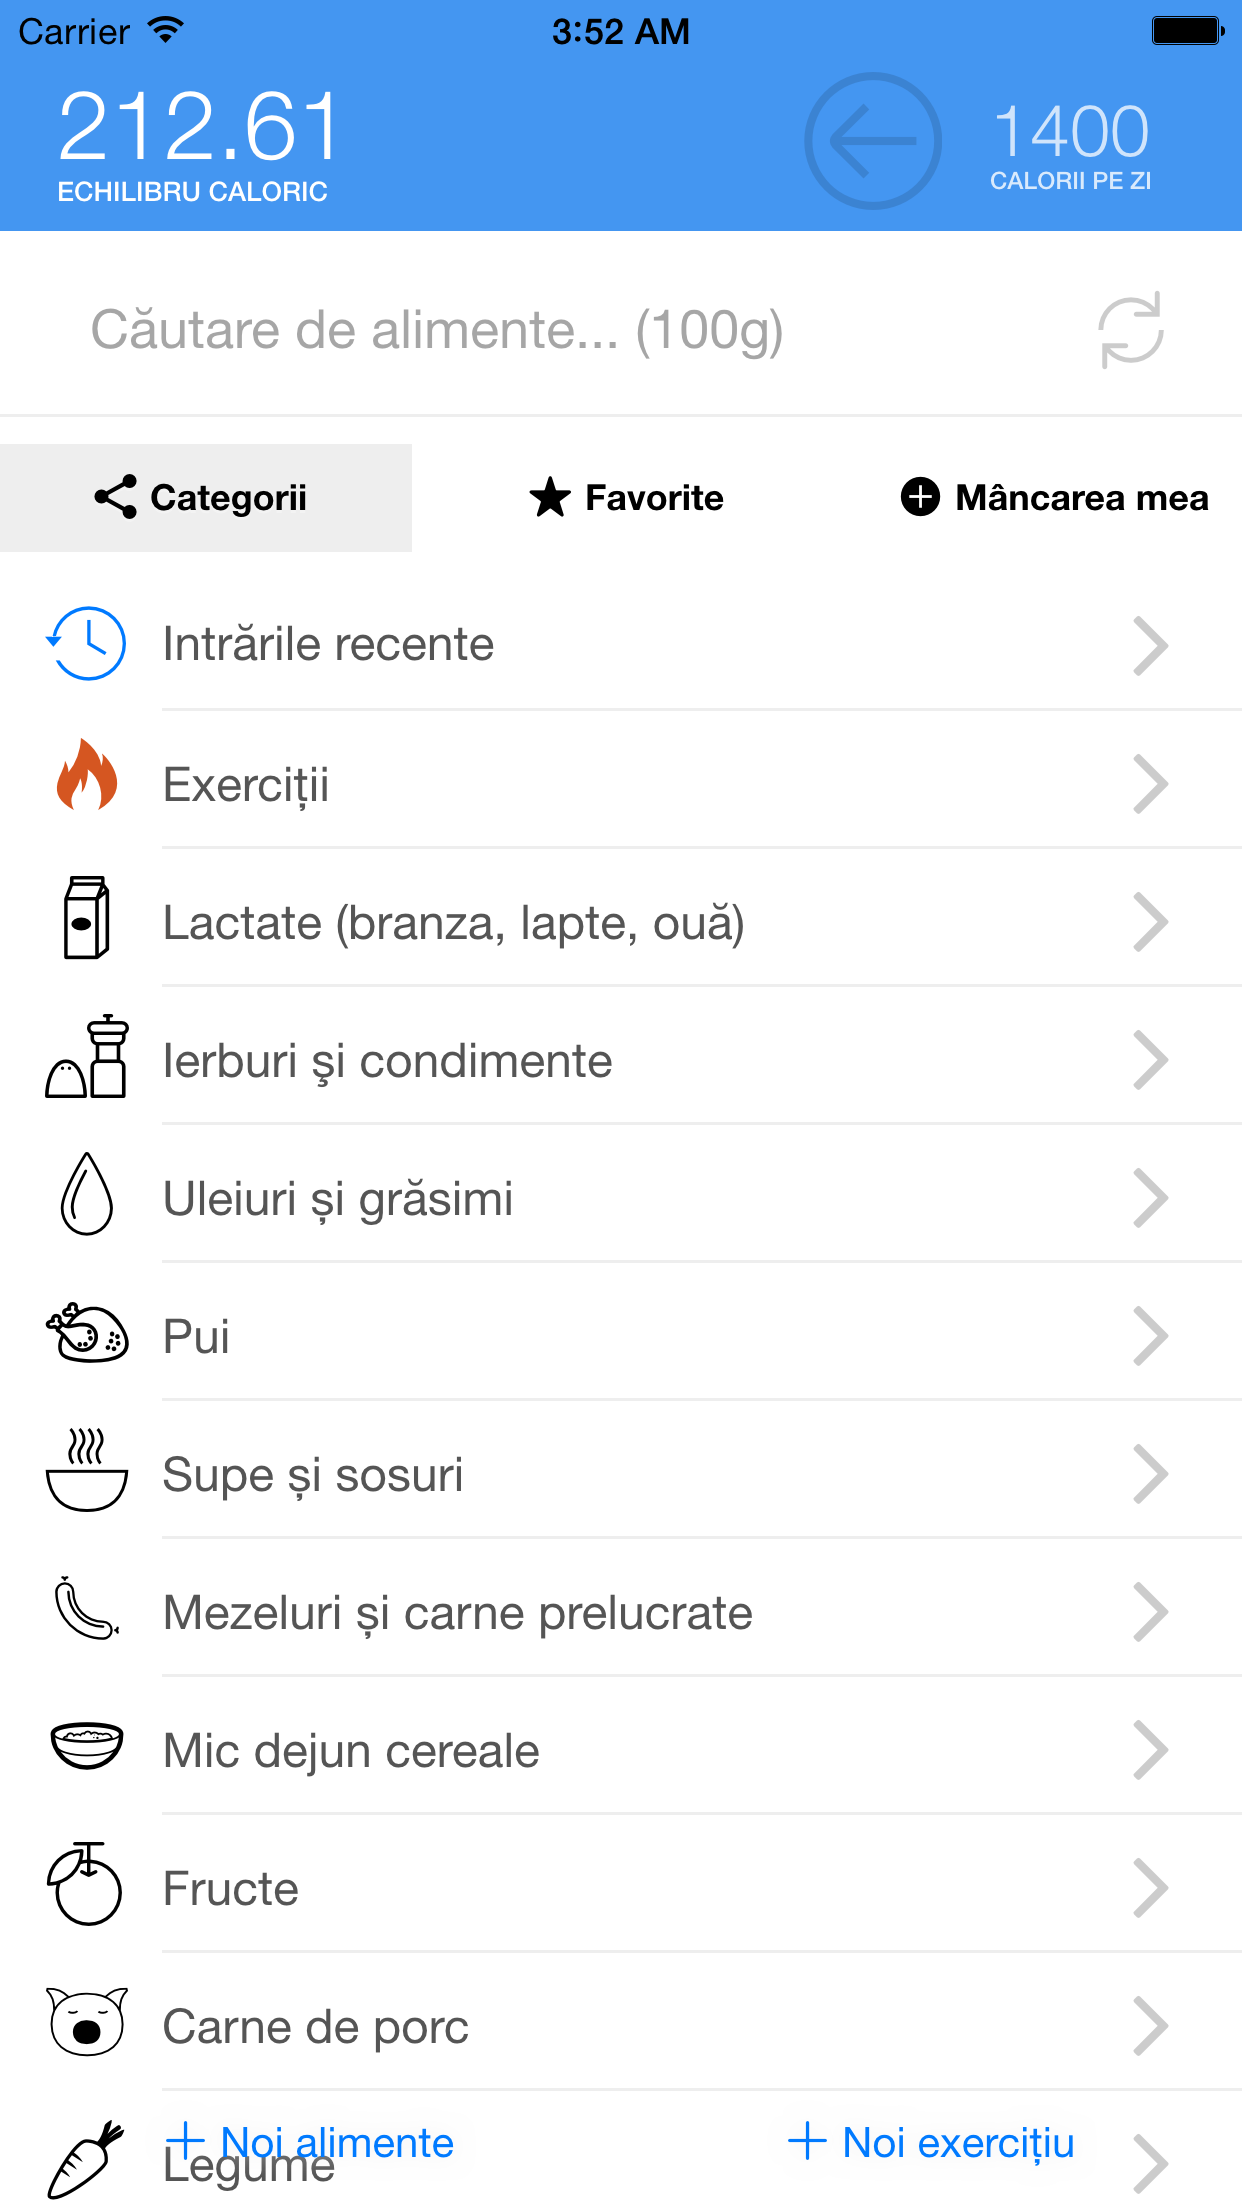 Carrier 3:52 AM
212.61
ECHILIBRU CALORIC
1400
CALORII PE ZI
Căutare de alimente... (100g)
Categorii
Favorite
Mâncarea mea
Intrările recente
Exerciții
Lactate (branza, lapte, ouă)
Ierburi şi condimente
Uleiuri și grăsimi
Pui
Supe și sosuri
Mezeluri și carne prelucrate
Mic dejun cereale
Fructe
Carne de porc
Noi alimente
Noi exercițiu
Legume